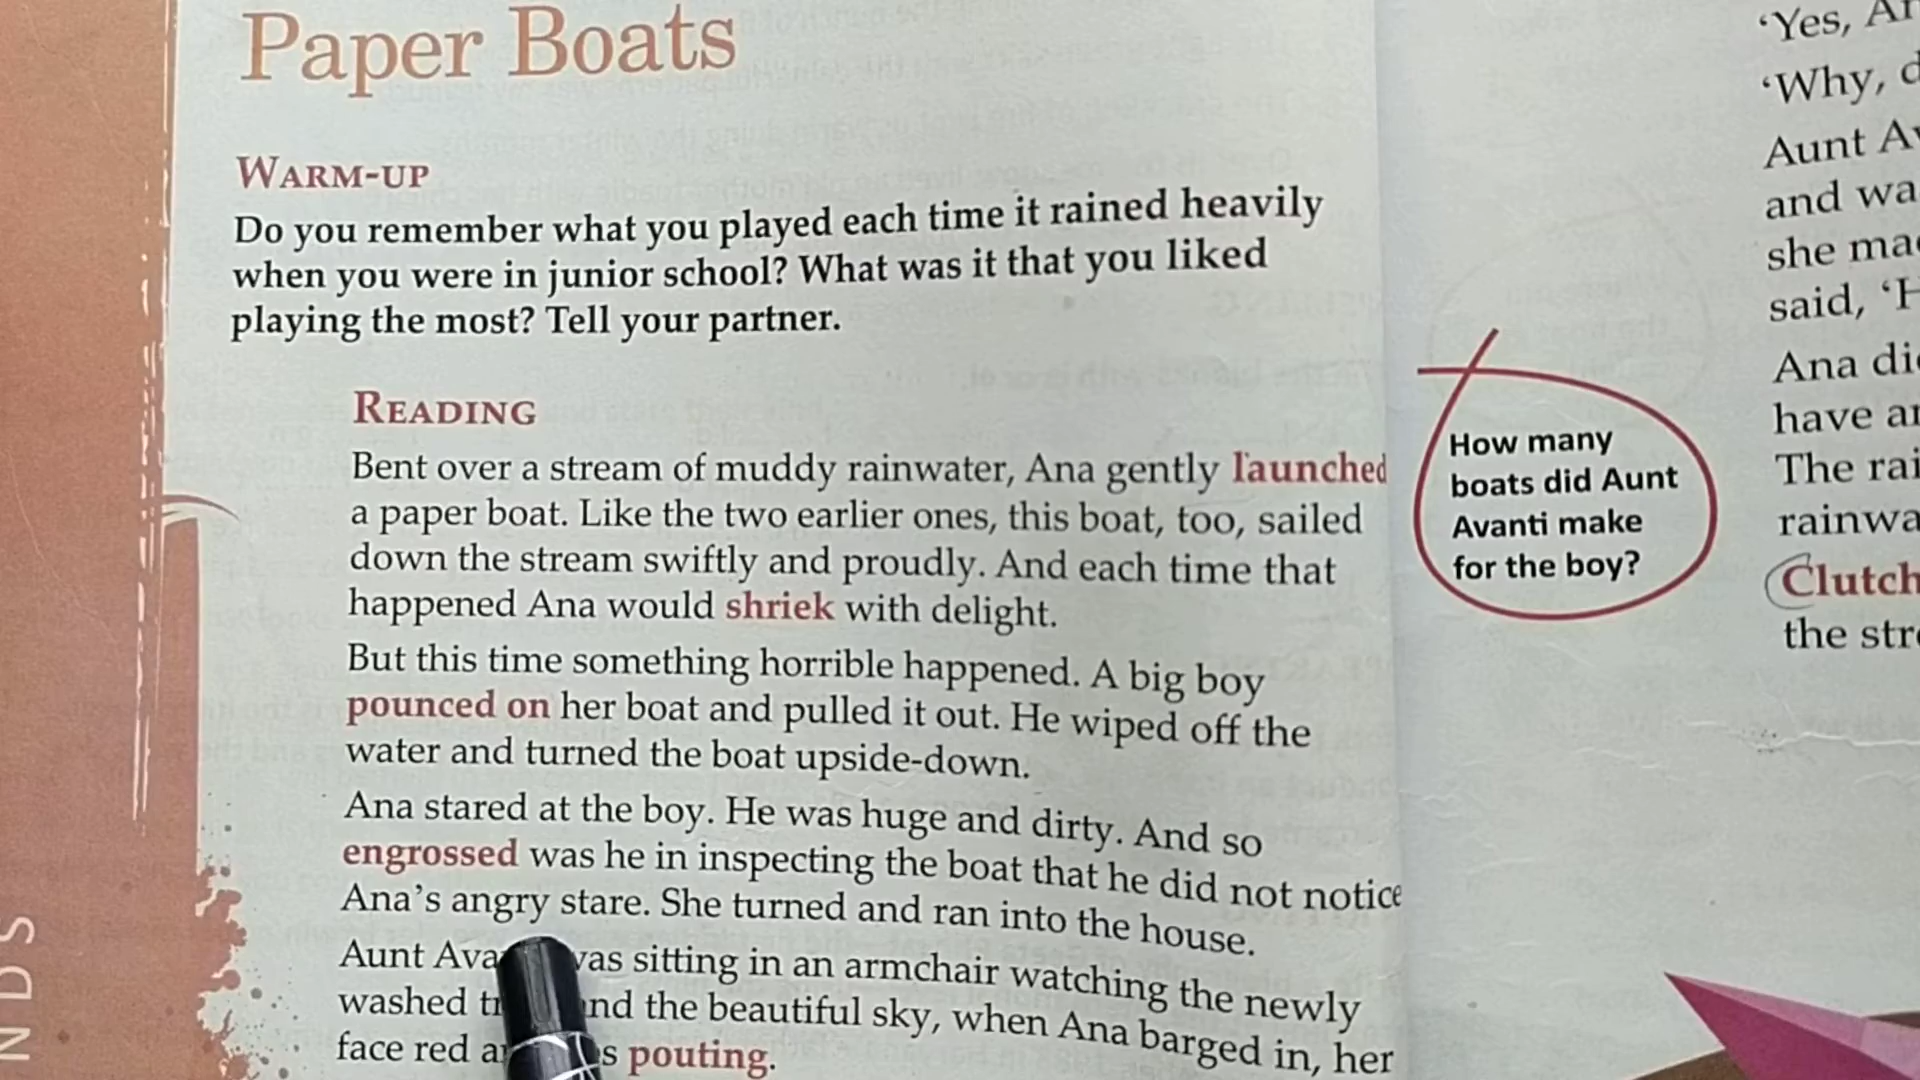 Paper Boats
WARM-UP
Do you remember what you played each time it rained heavily
when you were in junior school? What was it that you liked
playing the most? Tell your partner.
READING
Bent over a stream of muddy rainwater, Ana gently launched
a paper boat. Like the two earlier ones, this boat, too, sailed
down the stream swiftly and proudly. And each time that
happened Ana would shriek with delight.
But this time something horrible happened. A big boy
pounced on her boat and pulled it out. He wiped off the
water and turned the boat upside-down.
Ana stared at the boy. He was huge and dirty. And so
engrossed was he in inspecting the boat that he did not notice
Ana's angry stare. She turned and ran into the house.
Aunt was sitting in an armchair watching the newly
washed and the beautiful sky, when Ana barged in, her
face red pouting.
How many
boats did Aunt
Avanti make
for the boy?
'Yes,
'Why,
Aunt
and
she
said,
Ana
have
The
the
NDS